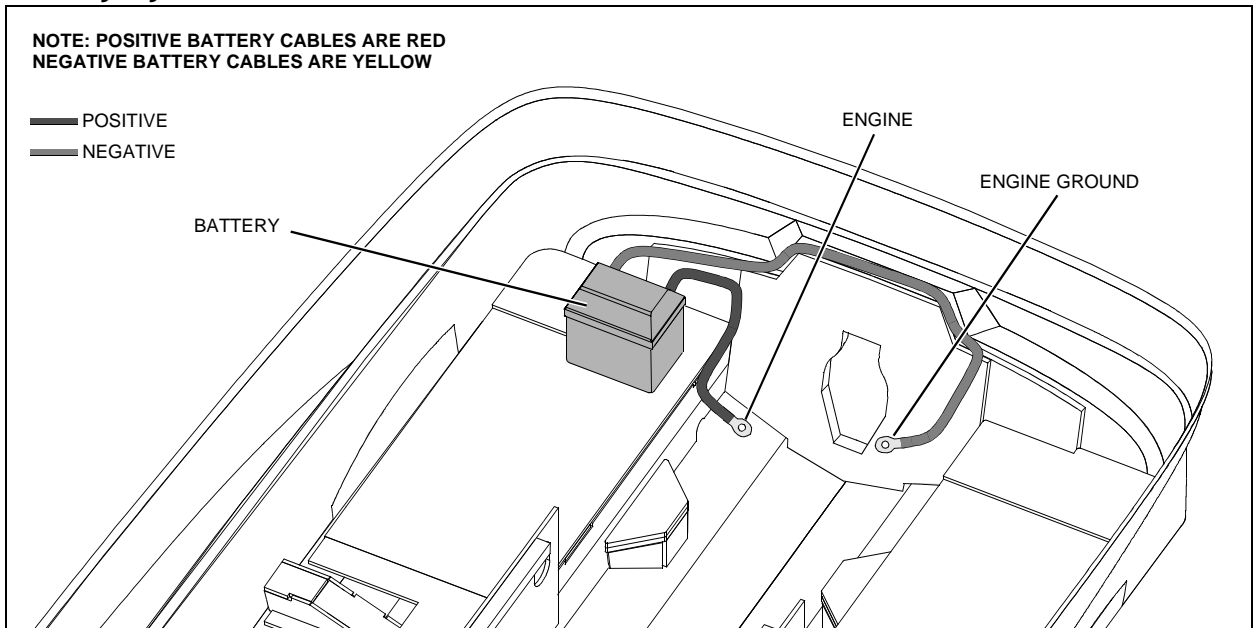 NOTE: POSITIVE BATTERY CABLES ARE RED
NEGATIVE BATTERY CABLES ARE YELLOW
POSITIVE
NEGATIVE
ENGINE
ENGINE GROUND
BATTERY